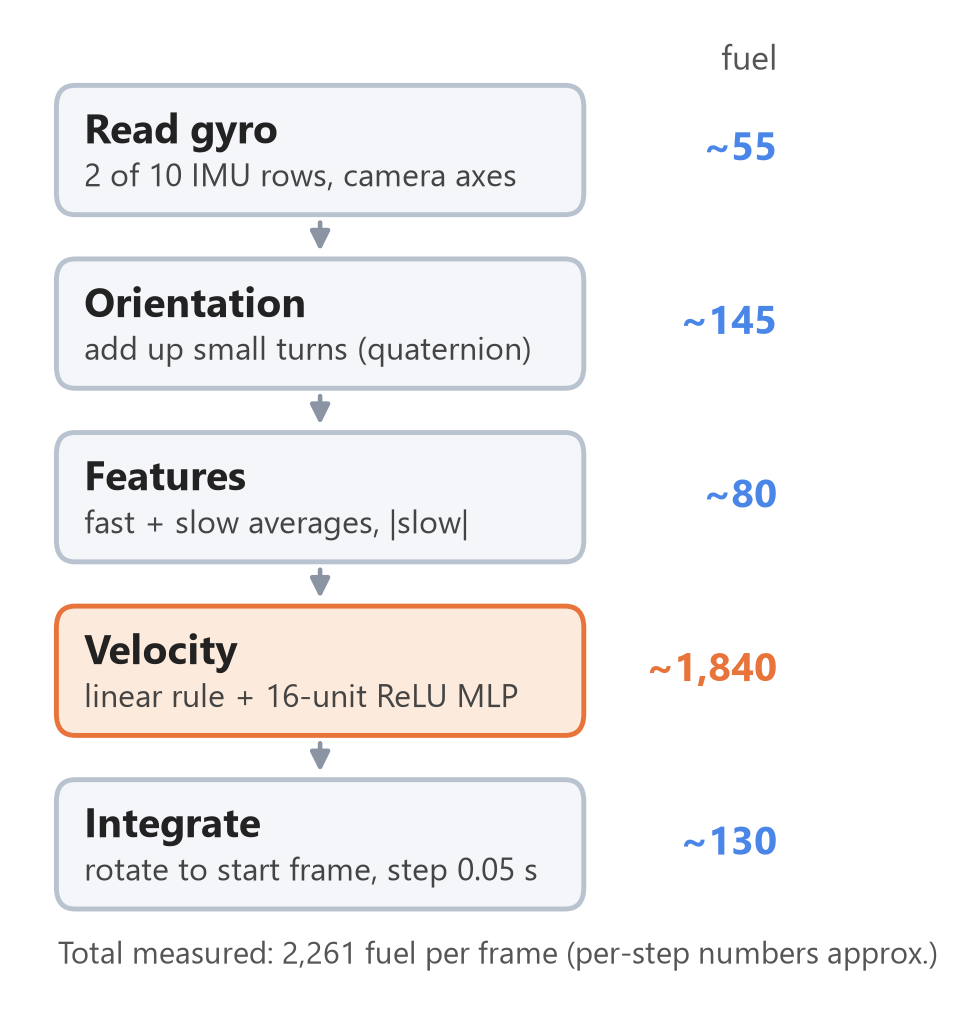 fuel
Read gyro
~55
2 of 10 IMU rows, camera axes
Orientation
~145
add up small turns (quaternion)
Features
~80
fast + slow averages, |slow|
Velocity
~1,840
linear rule + 16-unit ReLU MLP
Integrate
~130
rotate to start frame, step 0.05 s
Total measured: 2,261 fuel per frame (per-step numbers approx.)